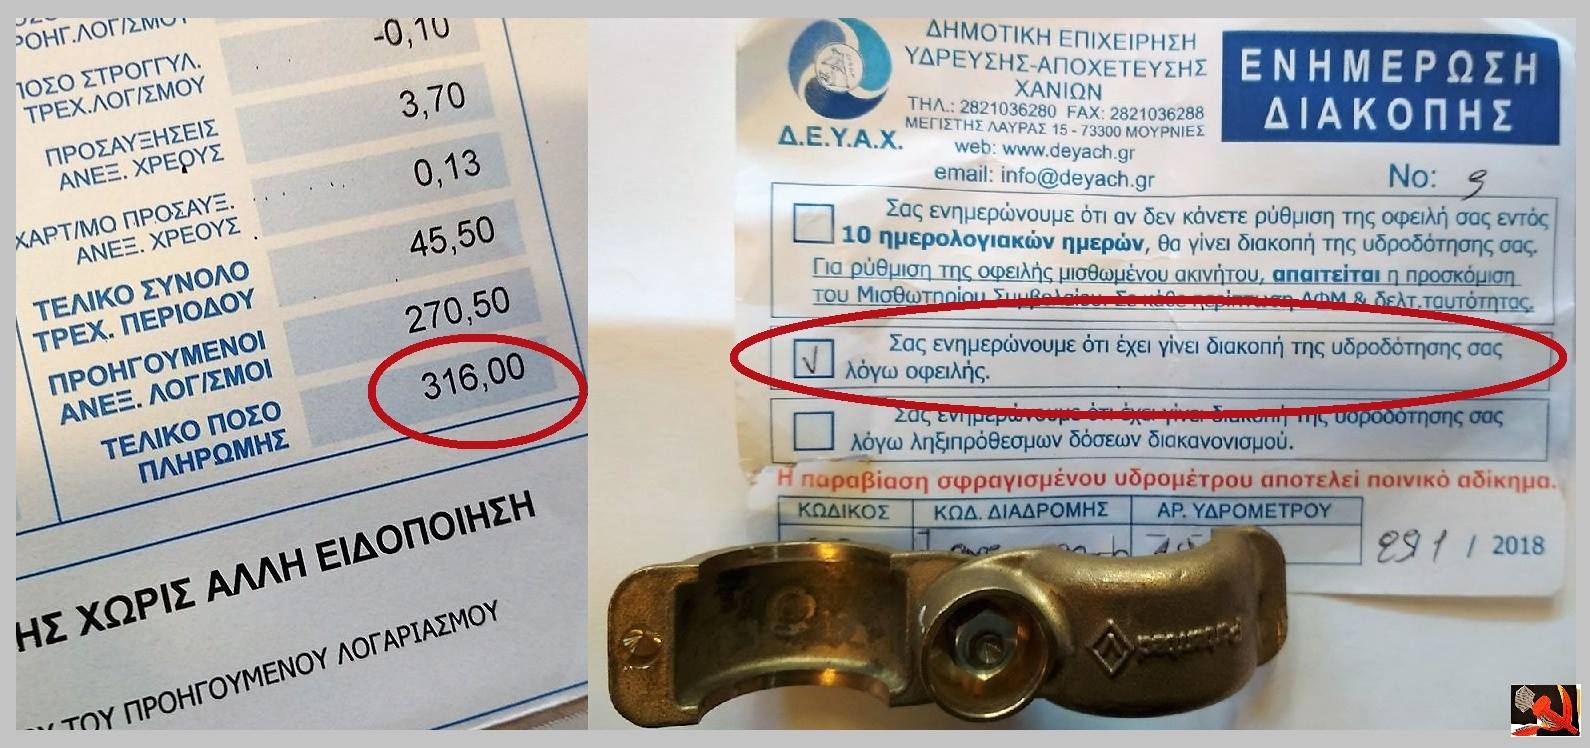 ΠΡΟΗΓ.ΛΟΓ/ΣΜΟΥ
-0,10
ΠΟΣΟ ΣΤΡΟΓΓΥΛ.
ΤΡΕΧ.ΛΟΓ/ΣΜΟΥ
3,70
ΠΡΟΣΑΥΞΗΣΕΙΣ
ΑΝΕΞ. ΧΡΕΟΥΣ
0,13
ΧΑΡΤ/ΜΟ ΠΡΟΣΑΥΞ.
ΑΝΕΞ. ΧΡΕΟΥΣ
45,50
ΤΕΛΙΚΟ ΣΥΝΟΛΟ
ΤΡΕΧ. ΠΕΡΙΟΔΟΥ
270,50
ΠΡΟΗΓΟΥΜΕΝΟΙ
ΑΝΕΞ. ΛΟΓ/ΣΜΟΙ
316,00
ΤΕΛΙΚΟ ΠΟΣΟ
ΠΛΗΡΩΜΗΣ
ΗΣ ΧΩΡΙΣ ΑΛΛΗ ΕΙΔΟΠΟΙΗΣΗ
ΤΟΥ ΠΡΟΗΓΟΥΜΕΝΟΥ ΛΟΓΑΡΙΑΣΜΟΥ
Δ.Ε.Υ.Α.Χ.
ΔΗΜΟΤΙΚΗ ΕΠΙΧΕΙΡΗΣΗ
ΥΔΡΕΥΣΗΣ-ΑΠΟΧΕΤΕΥΣΗΣ
ΧΑΝΙΩΝ
ΤΗΛ.: 2821036280 FAX: 2821036288
ΜΕΓΙΣΤΗΣ ΛΑΥΡΑΣ 15 - 73300 ΜΟΥΡΝΙΕΣ
web: www.deyach.gr
email: info@deyach.gr
ΕΝΗΜΕΡΩΣΗ
ΔΙΑΚΟΠΗΣ
No: 9
Σας ενημερώνουμε ότι αν δεν κάνετε ρύθμιση της οφειλή σας εντός
10 ημερολογιακών ημερών, θα γίνει διακοπή της υδροδότησης σας.
Για ρύθμιση της οφειλής μισθωμένου ακινήτου, απαιτείται η προσκόμιση
του Μισθωτηρίου Συμβολαίου. Σε κάθε περίπτωση ΑΦΜ & δελτ.ταυτότητας.
Σας ενημερώνουμε ότι έχει γίνει διακοπή της υδροδότησης σας
λόγω οφειλής.
Σας ενημερώνουμε ότι έχει γίνει διακοπή της υδροδότησης σας
λόγω ληξιπρόθεσμων δόσεων διακανονισμού.
Η παραβίαση σφραγισμένου υδρομέτρου αποτελεί ποινικό αδίκημα.
ΚΩΔΙΚΟΣ ΚΩΔ. ΔΙΑΔΡΟΜΗΣ ΑΡ. ΥΔΡΟΜΕΤΡΟΥ
/ 2018